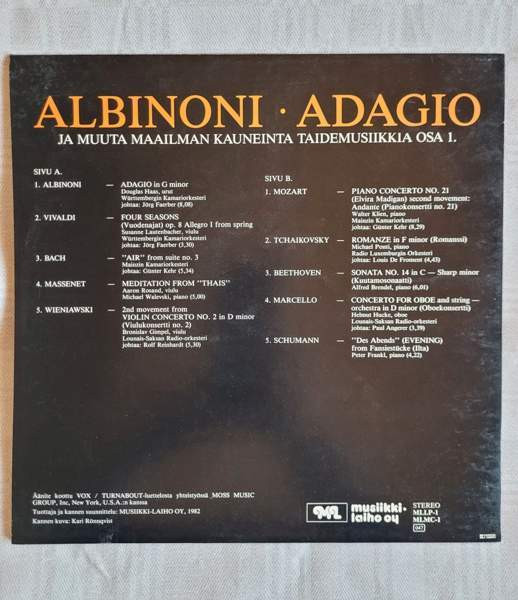 ALBINONI · ADAGIO
JA MUUTA MAAILMAN KAUNEINTA TAIDEMUSIIKKIA OSA 1.
SIVU A.
1. ALBINONI — ADAGIO in G minor
Douglas Haas, urut
Württembergin Kamariorkesteri
johtaa: Jörg Faerber (8,08)
2. VIVALDI — FOUR SEASONS
(Vuodenajat) op. 8 Allegro I from spring
Susanne Lautenbacher, viulu
Württembergin Kamariorkesteri
johtaa: Jörg Faerber (3,30)
3. BACH — "AIR" from suite no. 3
Mainzin Kamariorkesteri
johtaa: Günter Kehr (5,34)
4. MASSENET — MEDITATION FROM "THAIS"
Aaron Rosand, viulu
Michael Walevski, piano (5,00)
5. WIENIAWSKI — 2nd movement from
VIOLIN CONCERTO NO. 2 in D minor
(Viulukonsertti no. 2)
Bronislav Gimpel, viulu
Lounais-Saksan Radio-orkesteri
johtaa: Rolf Reinhardt (5,30)
SIVU B.
1. MOZART — PIANO CONCERTO NO. 21
(Elvira Madigan) second movement:
Andante (Pianokonsertti no. 21)
Walter Klien, piano
Mainzin Kamariorkesteri
johtaa: Günter Kehr (8,29)
2. TCHAIKOVSKY — ROMANZE in F minor (Romanssi)
Michael Ponti, piano
Radio Luxemburgin Orkesteri
johtaa: Louis De Froment (4,43)
3. BEETHOVEN — SONATA NO. 14 in C — Sharp minor
(Kuutamosonaatti)
Alfred Brendel, piano (6,01)
4. MARCELLO — CONCERTO FOR OBOE and string —
orchestra in D minor (Oboekonsertti)
Helmut Hucke, oboe
Lounais-Saksan Radio-orkesteri
johtaa: Paul Angerer (3,39)
5. SCHUMANN — "Des Abends" (EVENING)
from Fansiestücke (Ilta)
Peter Frankl, piano (4,22)
Äänite koottu VOX / TURNABOUT-luettelosta yhteistyössä MOSS MUSIC
GROUP, Inc, New York, U.S.A.:n kanssa
Tuottaja ja kannen suunnittelu: MUSIIKKI-LAIHO OY, 1982
Kannen kuva: Kari Rönnqvist
musiikki-
laiho oy
STEREO
MLLP-1
MLMC-1